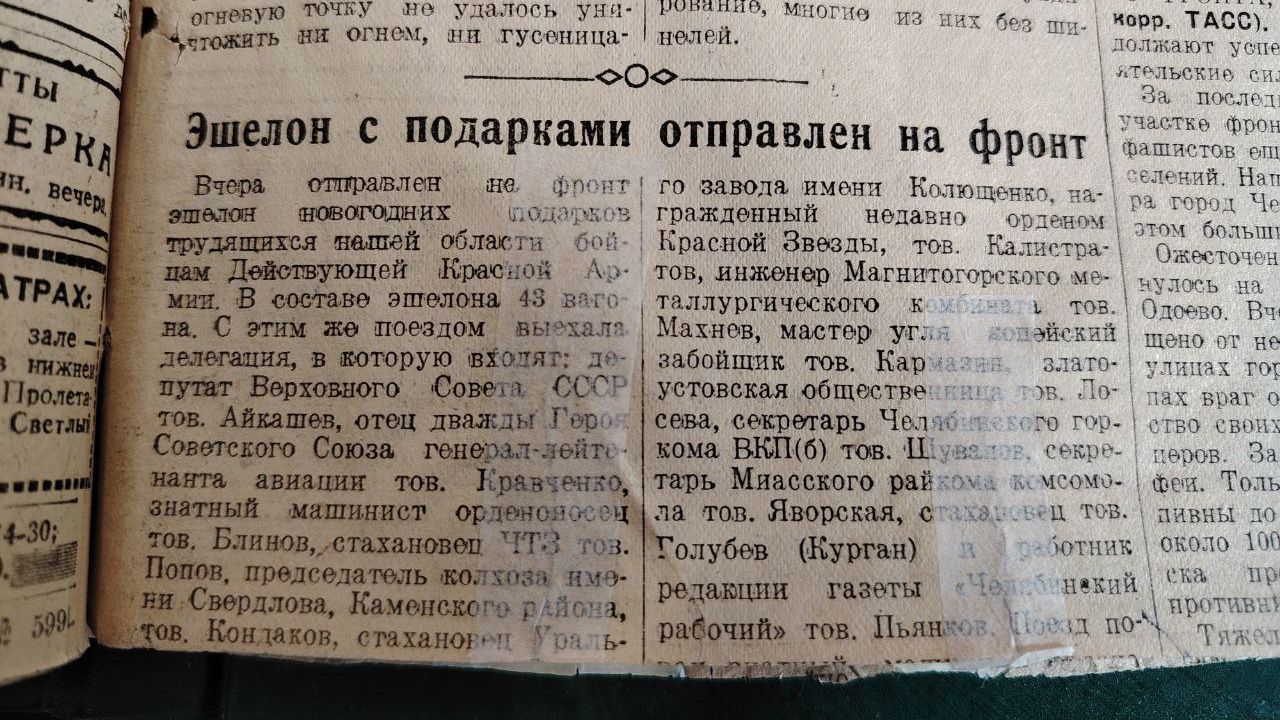 огневую точку не удалось уни-
чтожить ни огнем, ни гусеница-
рование, многие из них без ши-
нелей.
Эшелон с подарками отправлен на фронт
Вчера отправлен не фронт
эшелон новогодних подарков
трудящихся нашей области бой-
цам Действующей Красной Ар-
мии. В составе эшелона 43 ваго-
на. С этим же поездом выехала
делегация, в которую входят: де-
путат Верховного Совета СССР
тов. Айкашев, отец дважды Героя
Советского Союза генерал-лейте-
нанта авиации тов. Кравченко,
знатный машинист орденоносец
тов. Блинов, стахановец ЧТЗ тов.
Попов, председатель колхоза име-
ни Свердлова, Каменского района,
тов. Кондаков, стахановец Ураль-
го завода имени Колющенко, на-
гражденный недавно орденом
Красной Звезды, тов. Калистра-
тов, инженер Магнитогорского ме-
таллургического комбината тов.
Махнев, мастер угля копейский
забойщик тов. Кармазин, злато-
устовская общественница тов. Ло-
сева, секретарь Челябинского гор-
кома ВКП(б) тов. Шувалов, секре-
тарь Миасского райкома комсомо-
ла тов. Яворская, стахановец тов.
Голубев (Курган) и работник
редакции газеты «Челябинский
рабочий» тов. Пьянков. Поезд по-
ТТЫ
ЕРКА
ин. вечера.
АТРАХ:
зале —
в нижнем
Пролета-
Светлый
4-30;
599
корр. ТАСС).
должают успе
ятельские сил
За послед
участке фрон
фашистов ещ
селений. Наш
ра город Че
этом больш
Ожесточен
нулось на
Одоево. Вч
щено от не
улицах гор
пах враг о
ство своих
перов. За
феи. Толь
пивны до
около 100
ска пр
противн
Тяжел